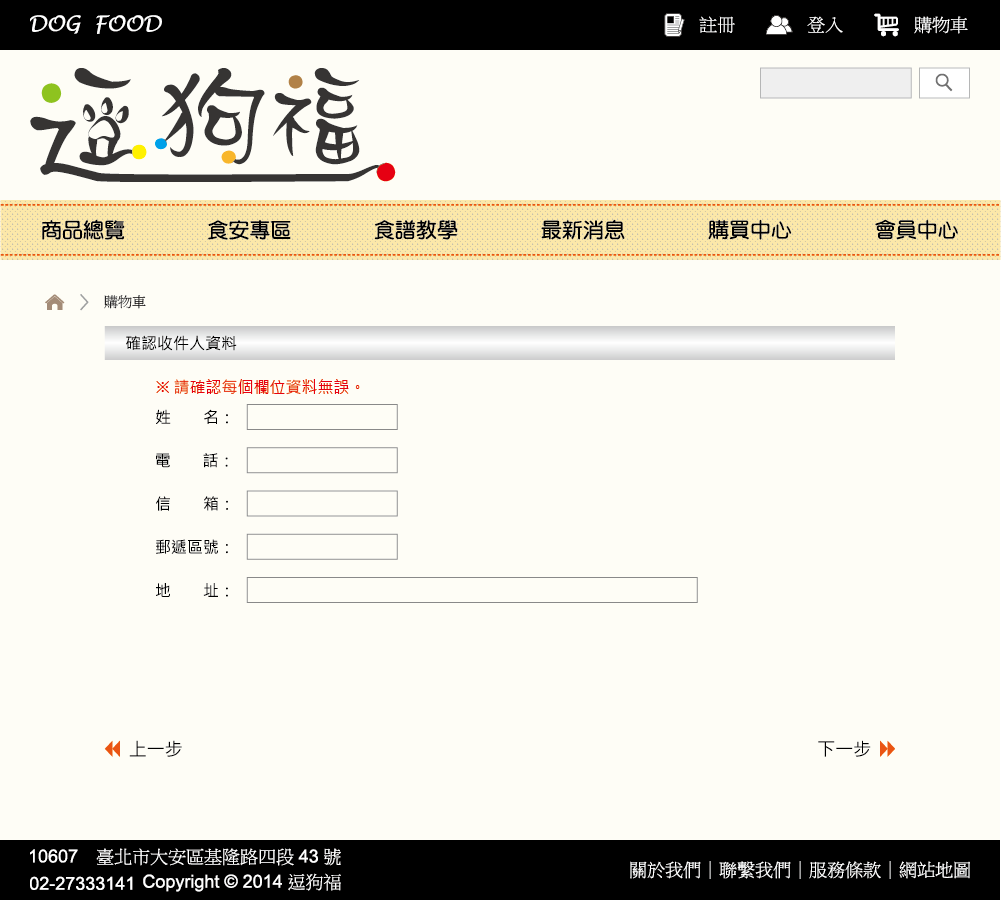 DOG FOOD
註冊 登入 購物車
逗狗福
商品總覽 食安專區 食譜教學 最新消息 購買中心 會員中心
購物車
確認收件人資料
※ 請確認每個欄位資料無誤。
姓 名：
電 話：
信 箱：
郵遞區號：
地 址：
上一步 下一步
10607 臺北市大安區基隆路四段 43 號
02-27333141 Copyright © 2014 逗狗福
關於我們｜聯繫我們｜服務條款｜網站地圖